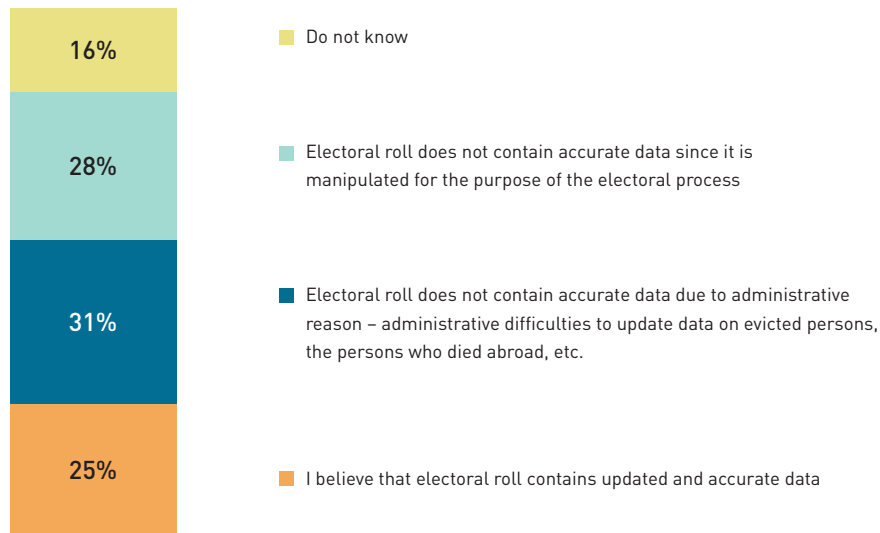 16%
Do not know
28%
Electoral roll does not contain accurate data since it is
manipulated for the purpose of the electoral process
31%
Electoral roll does not contain accurate data due to administrative
reason – administrative difficulties to update data on evicted persons,
the persons who died abroad, etc.
25%
I believe that electoral roll contains updated and accurate data